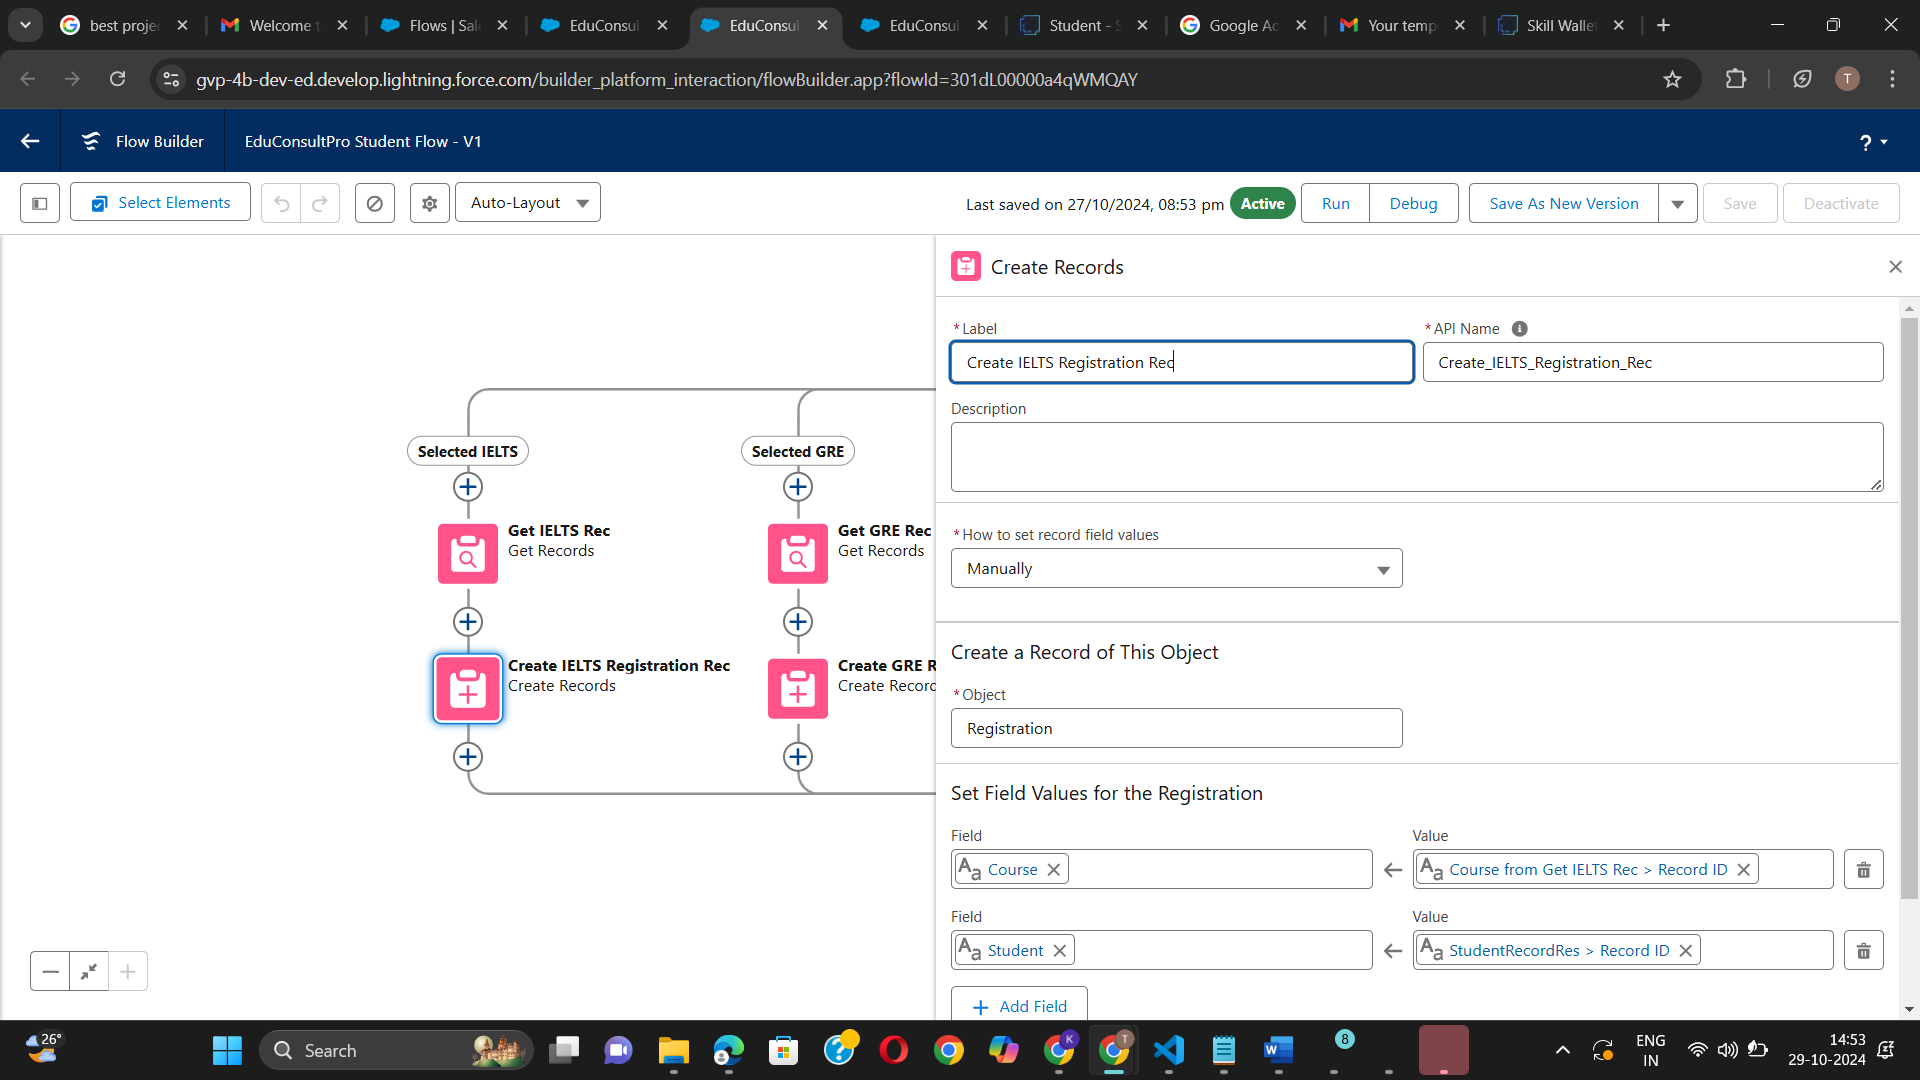 best proje
Welcome t
Flows | Sal
EduConsul
EduConsul
EduConsul
Student - S
Google Ac
Your temp
Skill Wallet
gvp-4b-dev-ed.develop.lightning.force.com/builder_platform_interaction/flowBuilder.app?flowId=301dL00000a4qWMQAY
T
Flow Builder
EduConsultPro Student Flow - V1
?
Select Elements
Auto-Layout
Last saved on 27/10/2024, 08:53 pm
Active
Run
Debug
Save As New Version
Save
Deactivate
Create Records
* Label
* API Name
Create IELTS Registration Rec
Create_IELTS_Registration_Rec
Description
* How to set record field values
Manually
Create a Record of This Object
* Object
Registration
Set Field Values for the Registration
Field
Value
Aa Course
Aa Course from Get IELTS Rec > Record ID
Field
Value
Aa Student
Aa StudentRecordRes > Record ID
Add Field
Selected IELTS
Selected GRE
Get IELTS Rec
Get Records
Get GRE Rec
Get Records
Create IELTS Registration Rec
Create Records
Create GRE R
Create Record
26°
Search
K
T
8
ENG
IN
14:53
29-10-2024